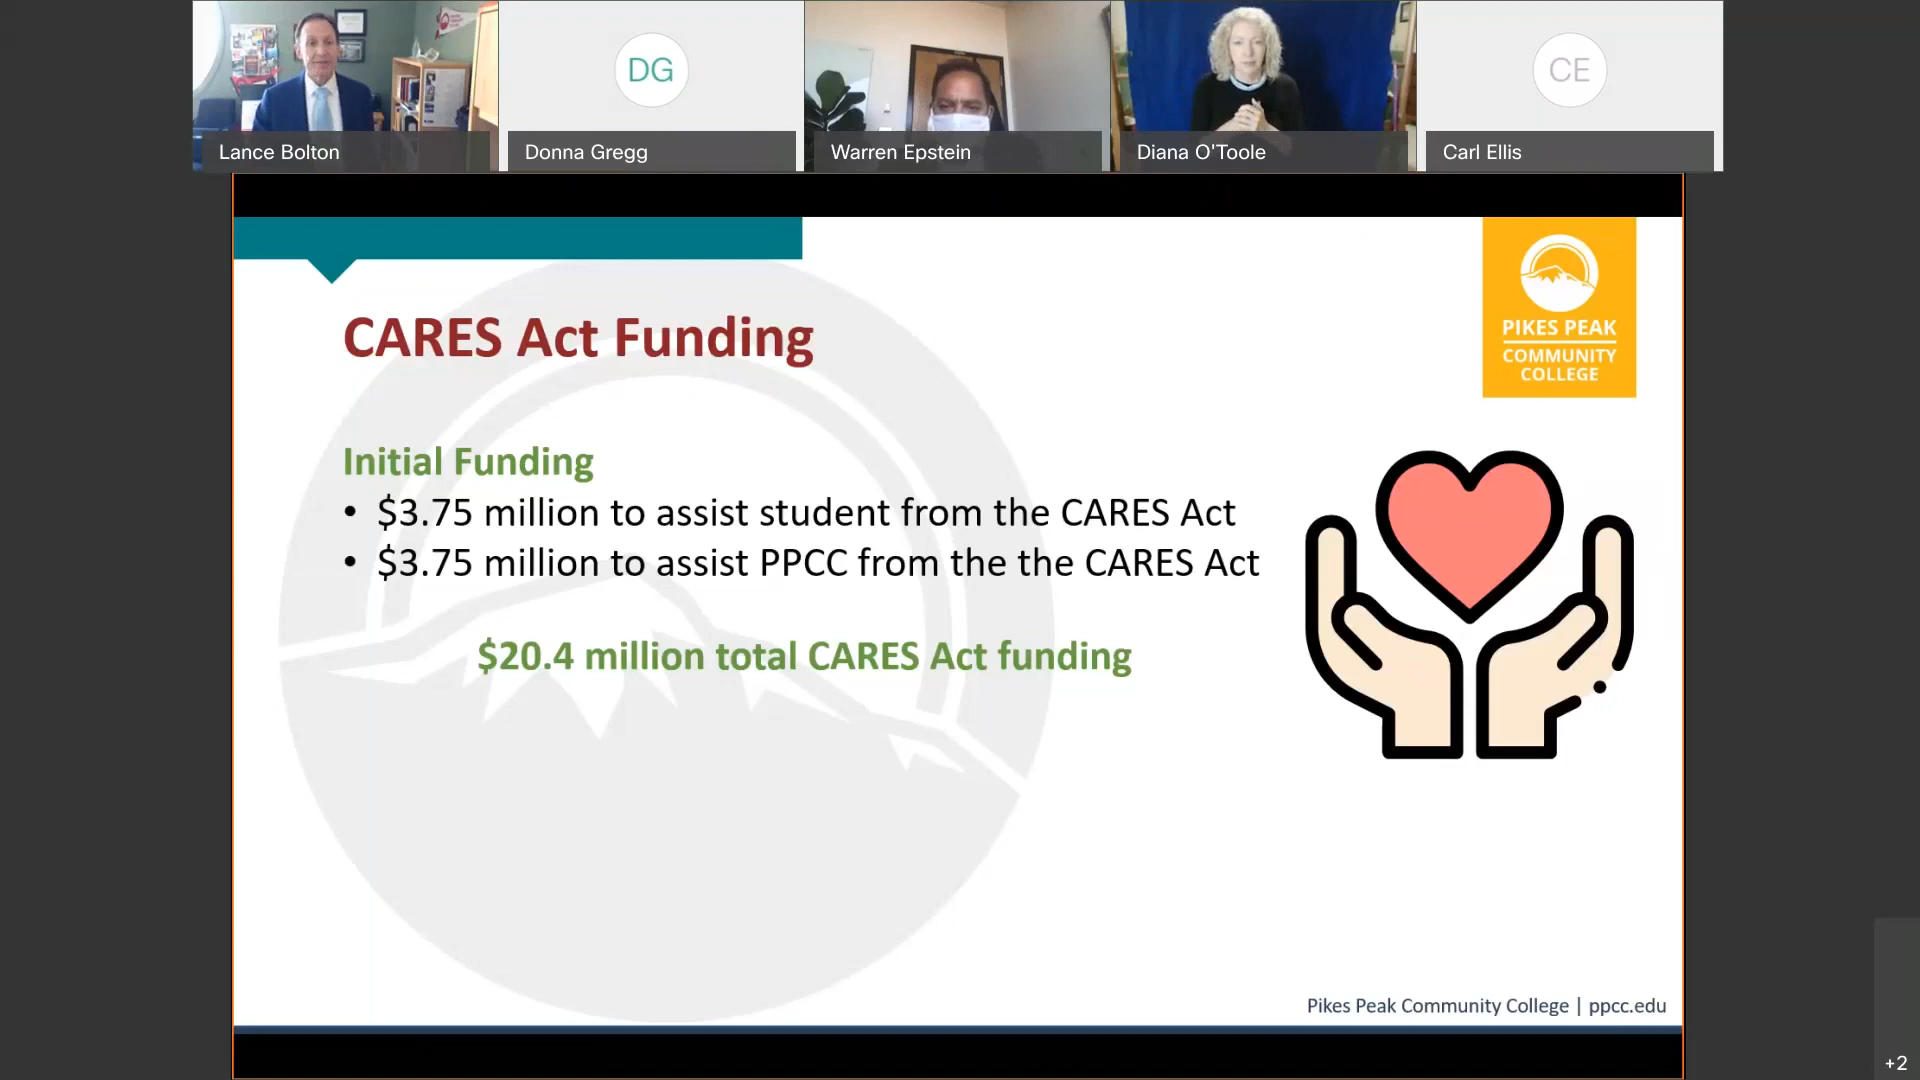 DG
CE
Lance Bolton
Donna Gregg
Warren Epstein
Diana O'Toole
Carl Ellis
PIKES PEAK
COMMUNITY
COLLEGE
CARES Act Funding
Initial Funding
• $3.75 million to assist student from the CARES Act
• $3.75 million to assist PPCC from the the CARES Act
$20.4 million total CARES Act funding
Pikes Peak Community College | ppcc.edu
+2